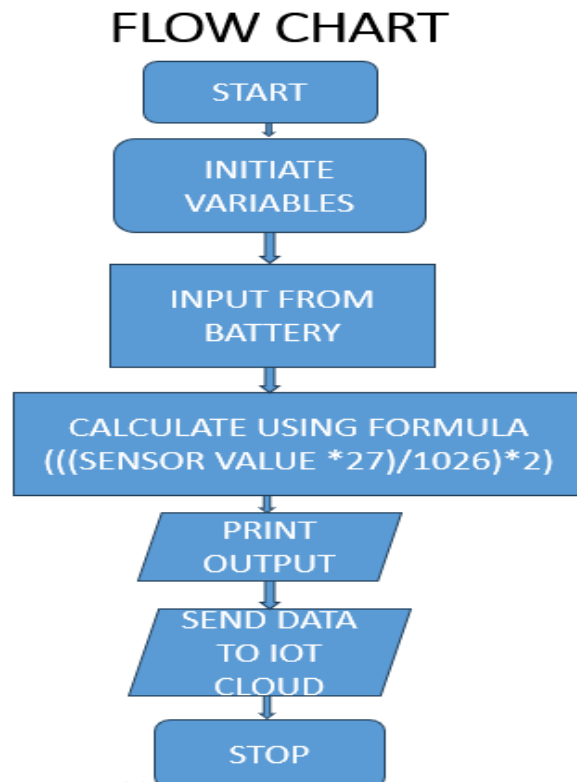 FLOW CHART
START
INITIATE
VARIABLES
INPUT FROM
BATTERY
CALCULATE USING FORMULA
(((SENSOR VALUE *27)/1026)*2)
PRINT
OUTPUT
SEND DATA
TO IOT
CLOUD
STOP